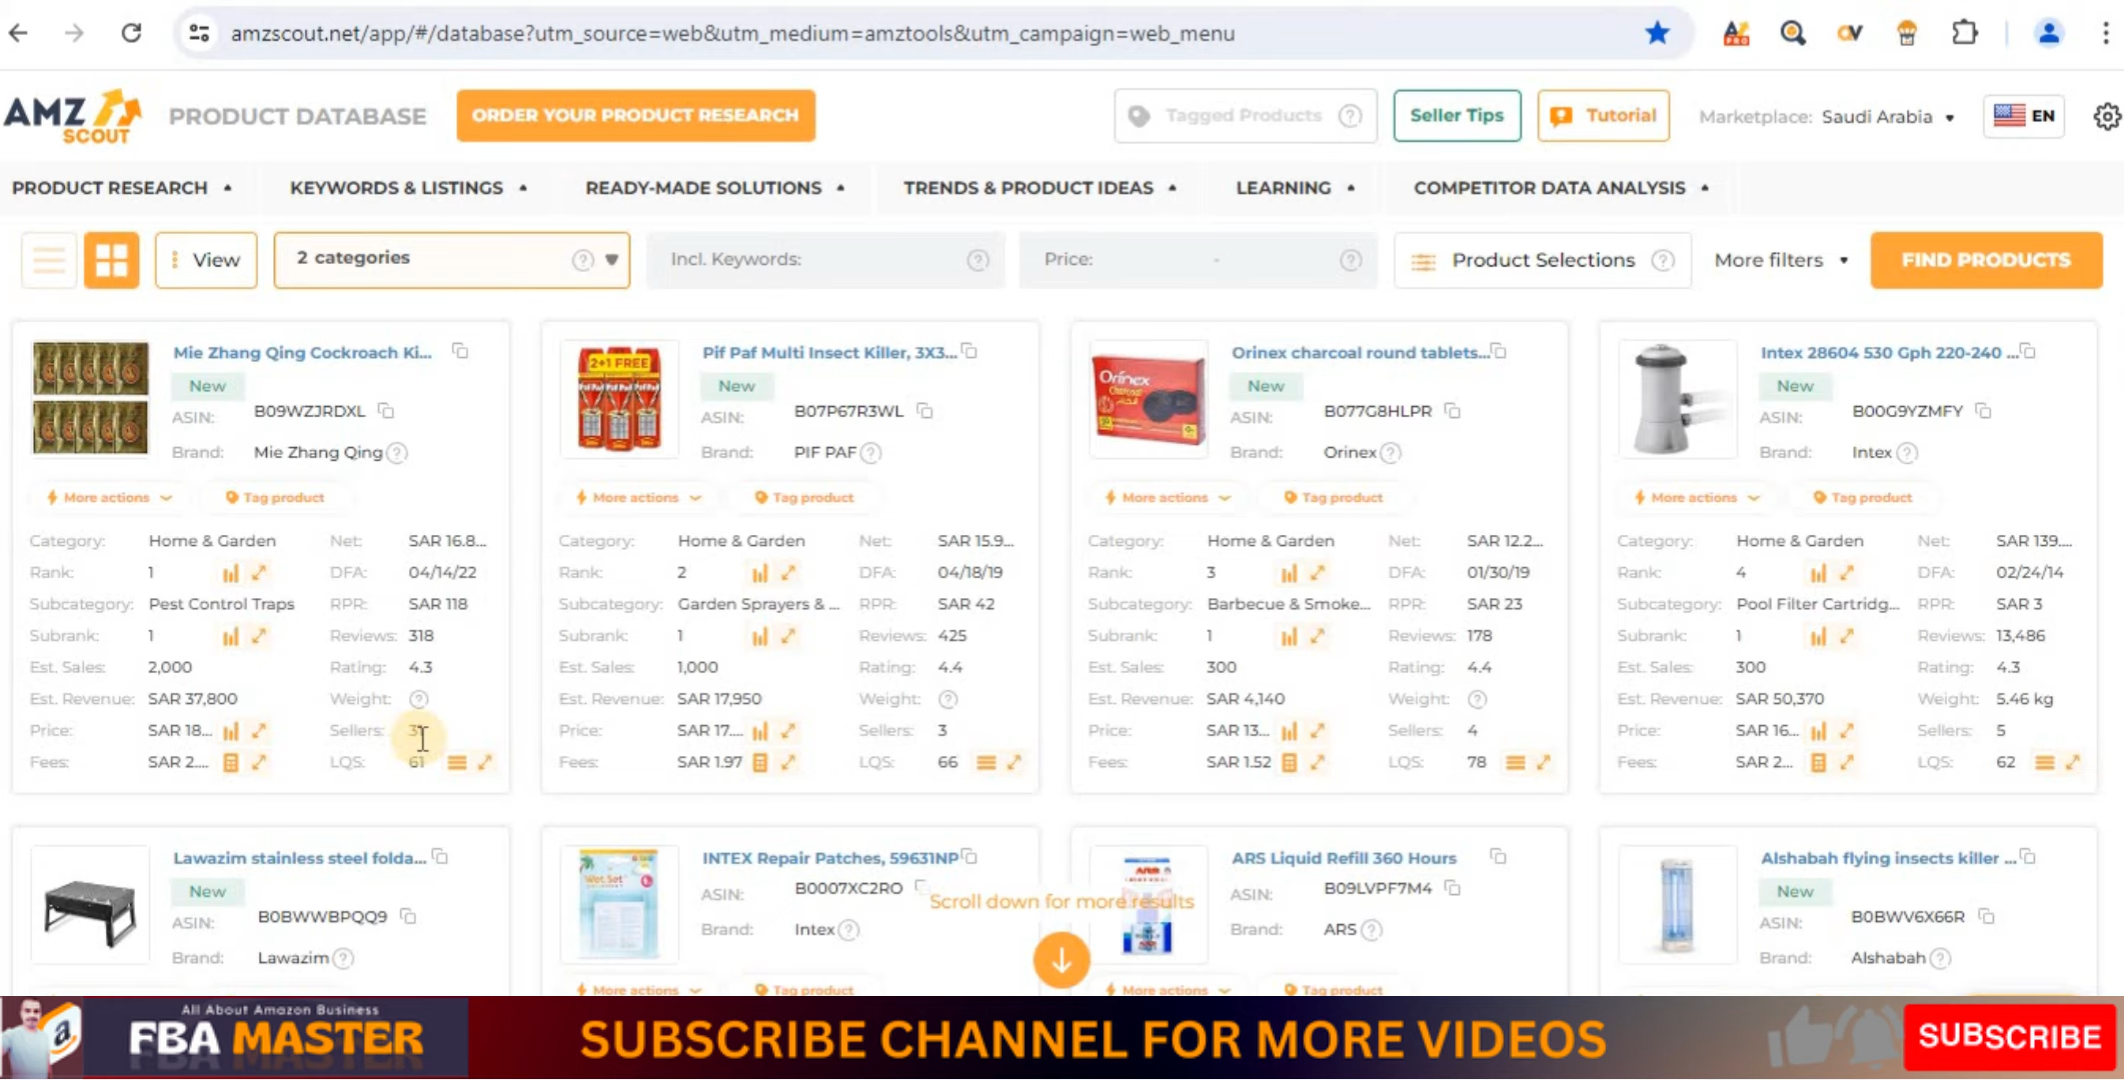 amzscout.net/app/#/database?utm_source=web&utm_medium=amztools&utm_campaign=web_menu
AMZ SCOUT PRODUCT DATABASE ORDER YOUR PRODUCT RESEARCH Tagged Products ? Seller Tips Tutorial Marketplace: Saudi Arabia EN
PRODUCT RESEARCH KEYWORDS & LISTINGS READY-MADE SOLUTIONS TRENDS & PRODUCT IDEAS LEARNING COMPETITOR DATA ANALYSIS
View 2 categories ? Incl. Keywords: ? Price: - ? Product Selections ? More filters FIND PRODUCTS
Mie Zhang Qing Cockroach Ki...
New
ASIN: B09WZJRDXL
Brand: Mie Zhang Qing ?
More actions Tag product
Category: Home & Garden Net: SAR 16.8...
Rank: 1 DFA: 04/14/22
Subcategory: Pest Control Traps RPR: SAR 118
Subrank: 1 Reviews: 318
Est. Sales: 2,000 Rating: 4.3
Est. Revenue: SAR 37,800 Weight: ?
Price: SAR 18... Sellers:
Fees: SAR 2.... LQS: 61
Pif Paf Multi Insect Killer, 3X3...
2+1 FREE
New
ASIN: B07P67R3WL
Brand: PIF PAF ?
More actions Tag product
Category: Home & Garden Net: SAR 15.9...
Rank: 2 DFA: 04/18/19
Subcategory: Garden Sprayers & ... RPR: SAR 42
Subrank: 1 Reviews: 425
Est. Sales: 1,000 Rating: 4.4
Est. Revenue: SAR 17,950 Weight: ?
Price: SAR 17.... Sellers: 3
Fees: SAR 1.97 LQS: 66
Orinex charcoal round tablets...
Orinex
New
ASIN: B077G8HLPR
Brand: Orinex ?
More actions Tag product
Category: Home & Garden Net: SAR 12.2...
Rank: 3 DFA: 01/30/19
Subcategory: Barbecue & Smoke... RPR: SAR 23
Subrank: 1 Reviews: 178
Est. Sales: 300 Rating: 4.4
Est. Revenue: SAR 4,140 Weight: ?
Price: SAR 13... Sellers: 4
Fees: SAR 1.52 LQS: 78
Intex 28604 530 Gph 220-240 ...
New
ASIN: B00G9YZMFY
Brand: Intex ?
More actions Tag product
Category: Home & Garden Net: SAR 139....
Rank: 4 DFA: 02/24/14
Subcategory: Pool Filter Cartridg... RPR: SAR 3
Subrank: 1 Reviews: 13,486
Est. Sales: 300 Rating: 4.3
Est. Revenue: SAR 50,370 Weight: 5.46 kg
Price: SAR 16... Sellers: 5
Fees: SAR 2... LQS: 62
Lawazim stainless steel folda...
New
ASIN: B0BWWBPQQ9
Brand: Lawazim ?
INTEX Repair Patches, 59631NP
ASIN: B0007XC2RO
Brand: Intex ?
More actions Tag product
Scroll down for more results
ARS Liquid Refill 360 Hours
ASIN: B09LVPF7M4
Brand: ARS ?
More actions Tag product
Alshabah flying insects killer ...
New
ASIN: B0BWV6X66R
Brand: Alshabah ?
All About Amazon Business
FBA MASTER
SUBSCRIBE CHANNEL FOR MORE VIDEOS
SUBSCRIBE